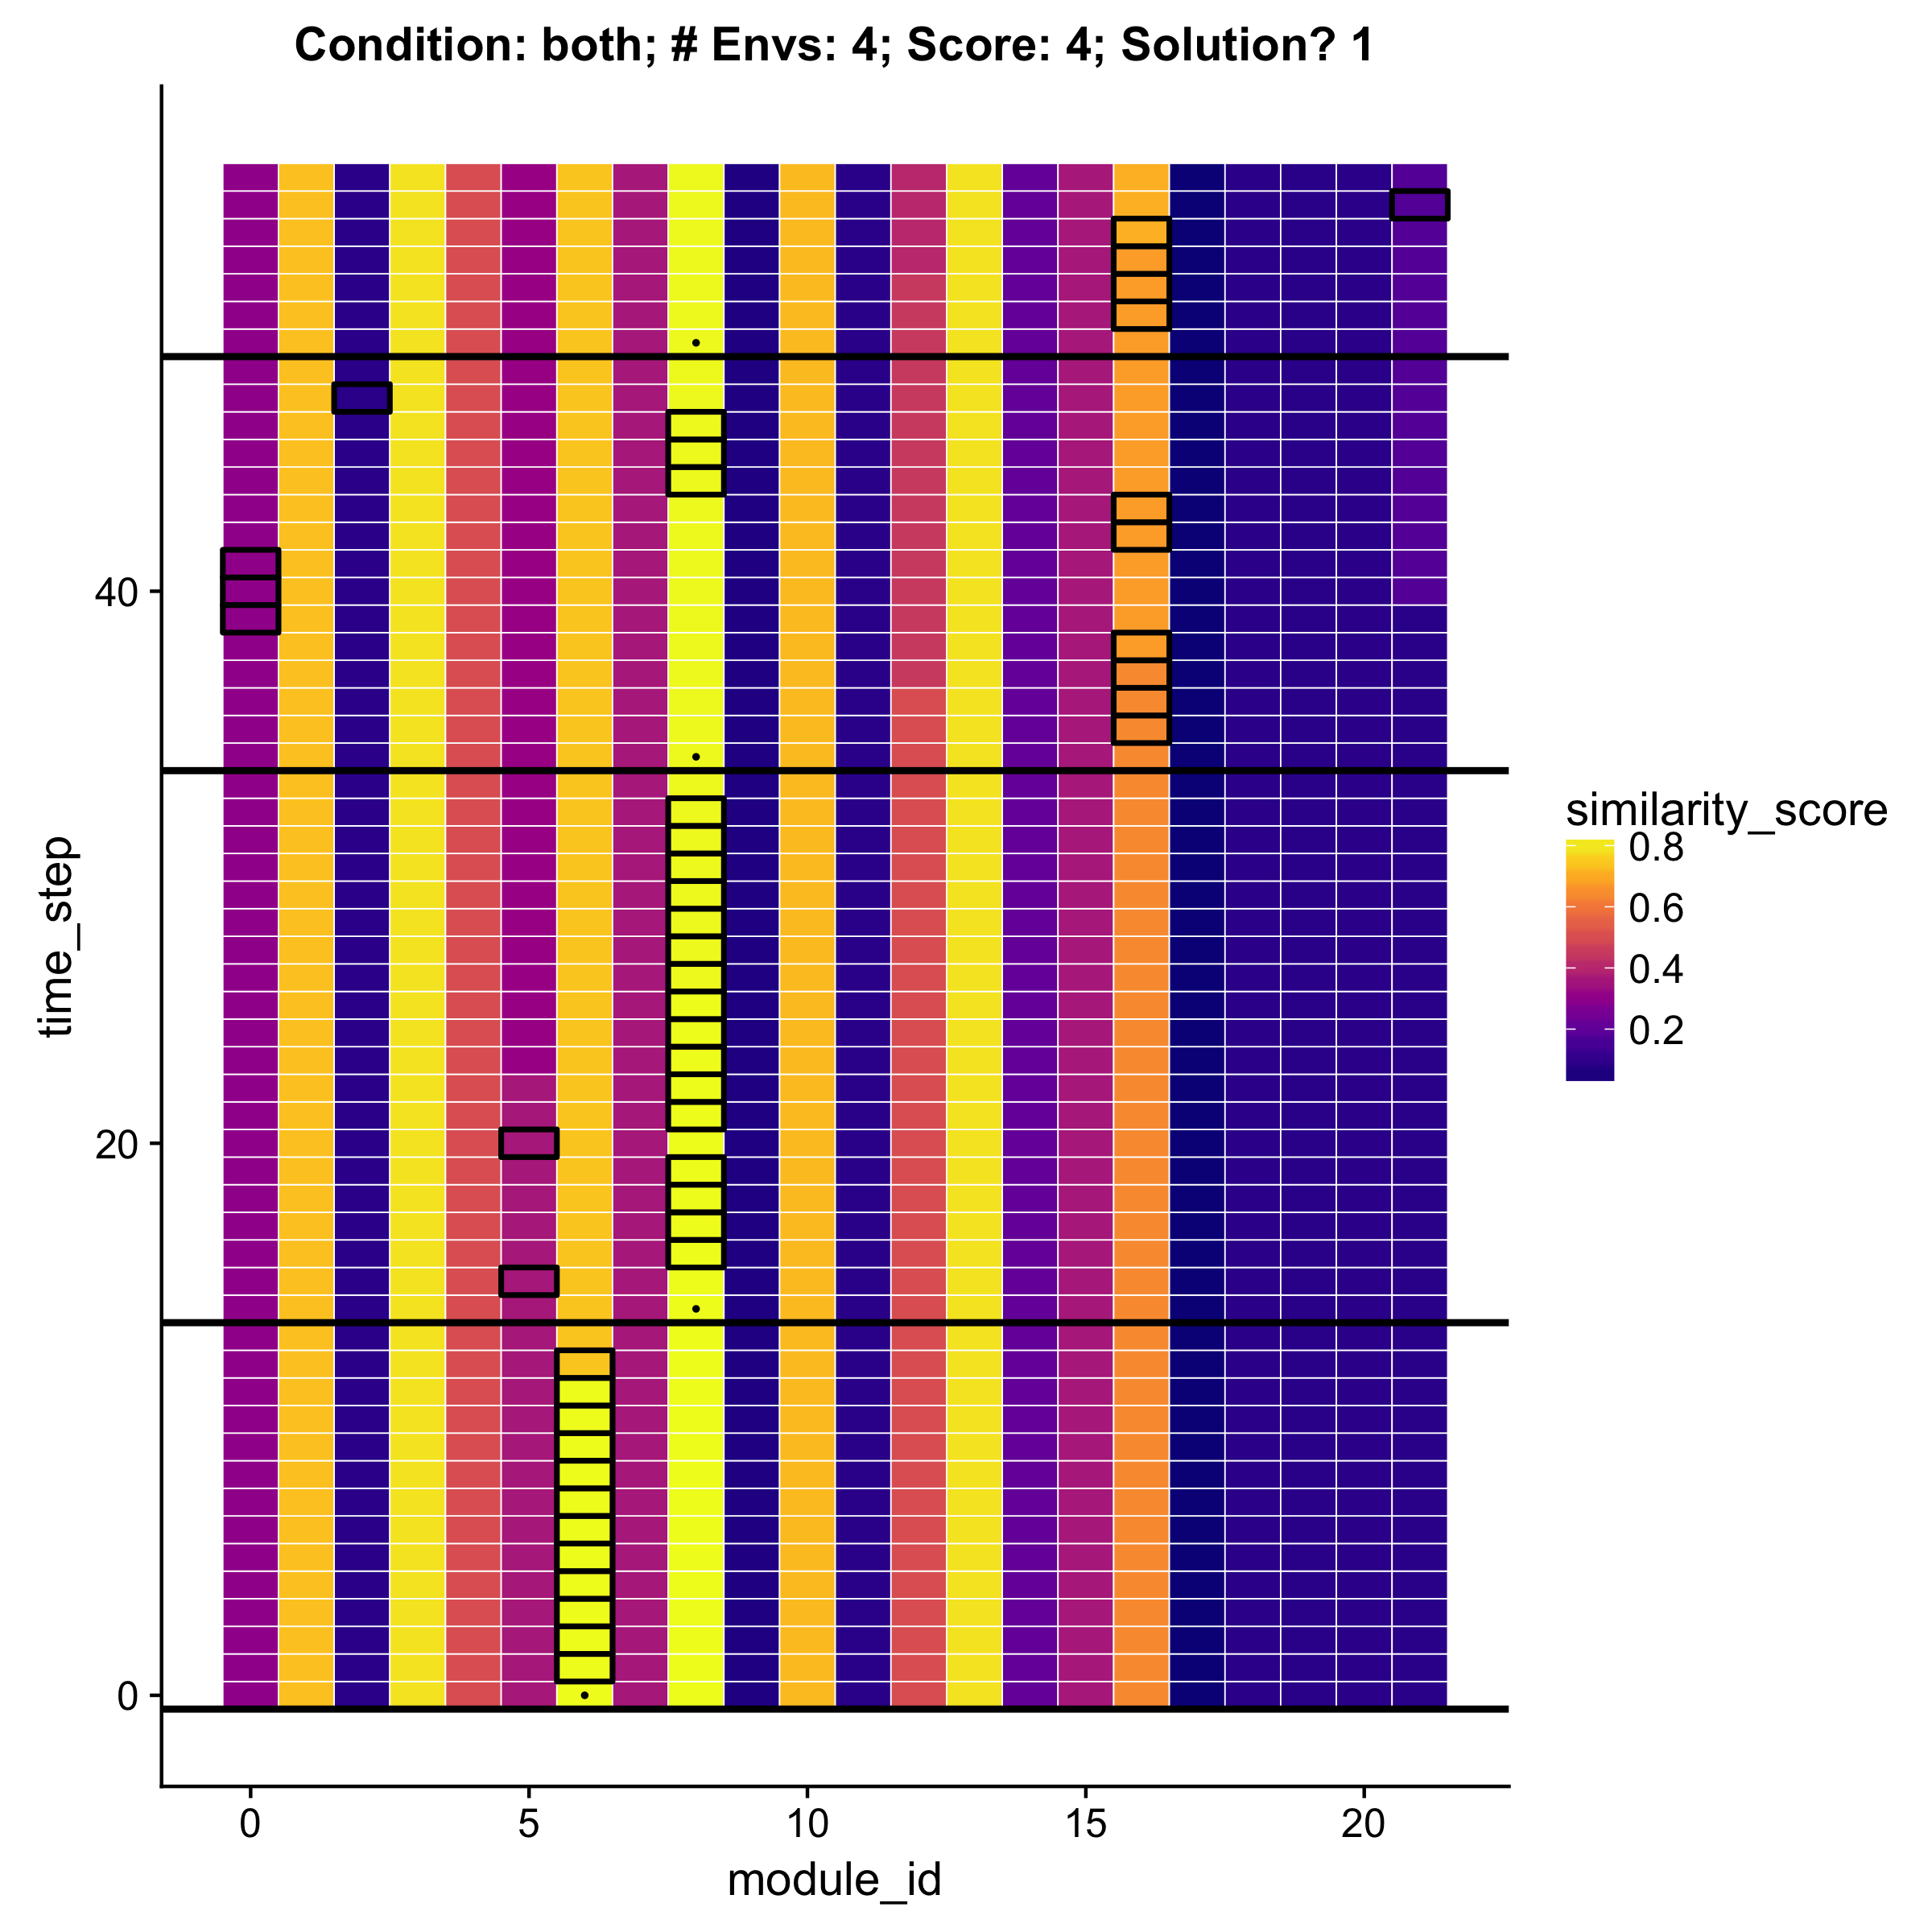 Condition: both; # Envs: 4; Score: 4; Solution? 1
time_step
40
20
0
0 5 10 15 20
module_id
similarity_score
0.8
0.6
0.4
0.2